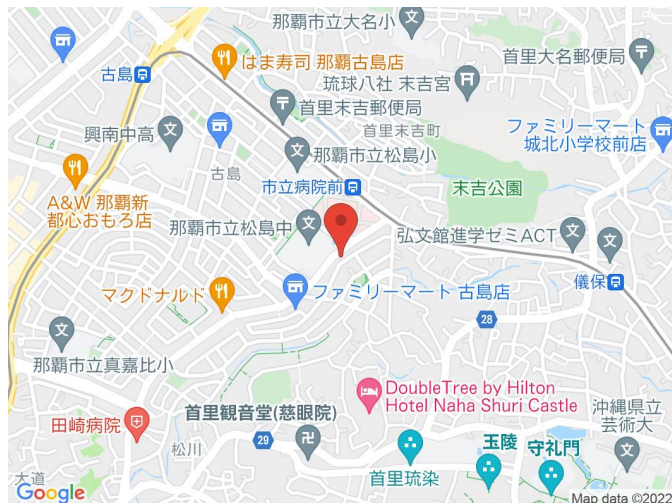 那覇市立大名小
はま寿司 那覇古島店
首里大名郵便局
古島
琉球八社 末吉宮
首里末吉郵便局
首里末吉町
ファミリーマート
城北小学校前店
興南中高
古島
那覇市立松島小
市立病院前
末吉公園
A&W 那覇新
都心おもろ店
那覇市立松島中
弘文館進学ゼミACT
儀保
マクドナルド
ファミリーマート 古島店
28
那覇市立真嘉比小
DoubleTree by Hilton
Hotel Naha Shuri Castle
田崎病院
首里観音堂(慈眼院)
沖縄県立
芸術大
松川
29
玉陵
守礼門
大道
首里琉染
Google
Map data ©2022